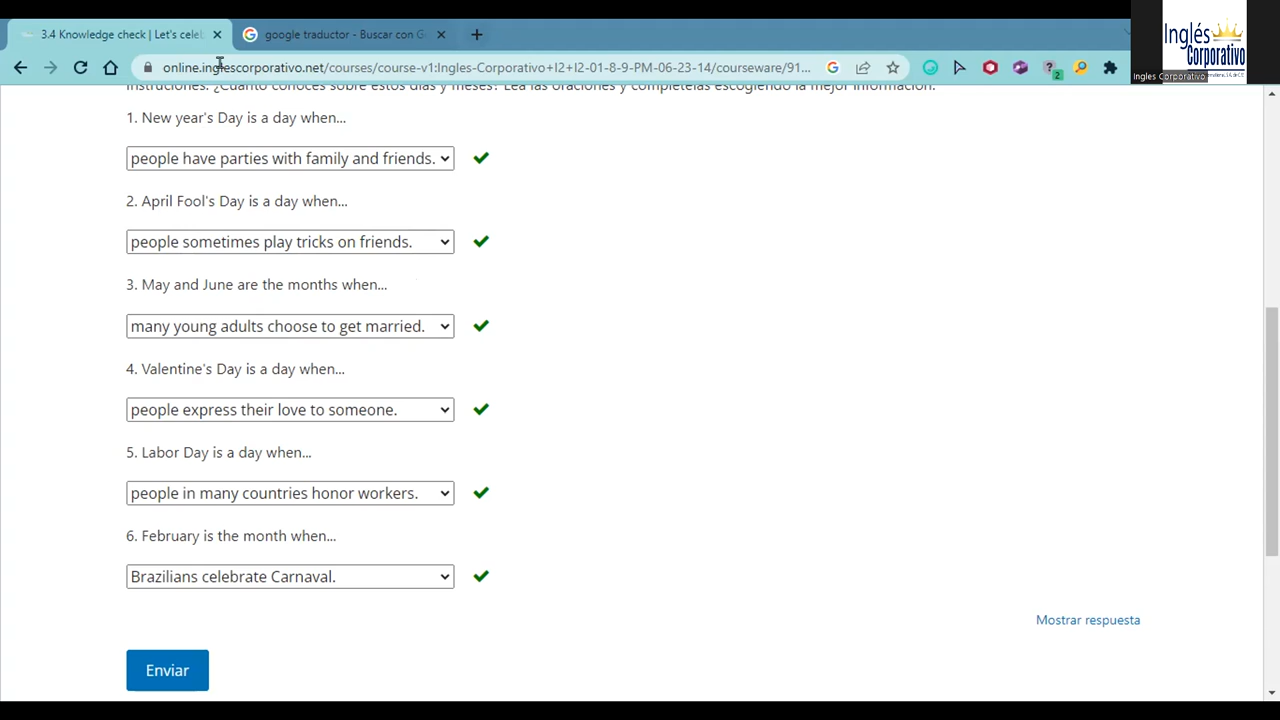 3.4 Knowledge check | Let's celeb
google traductor - Buscar con G
online.inglescorporativo.net/courses/course-v1:Ingles-Corporativo+I2+I2-01-8-9-PM-06-23-14/courseware/91...
2
Inglés
Corporativo
Ingles Corporativo
Instruciones: ¿Cuánto conoces sobre estos días y meses? Lea las oraciones y complételas escogiendo la mejor información.
1. New year's Day is a day when...
people have parties with family and friends.
2. April Fool's Day is a day when...
people sometimes play tricks on friends.
3. May and June are the months when...
many young adults choose to get married.
4. Valentine's Day is a day when...
people express their love to someone.
5. Labor Day is a day when...
people in many countries honor workers.
6. February is the month when...
Brazilians celebrate Carnaval.
Mostrar respuesta
Enviar